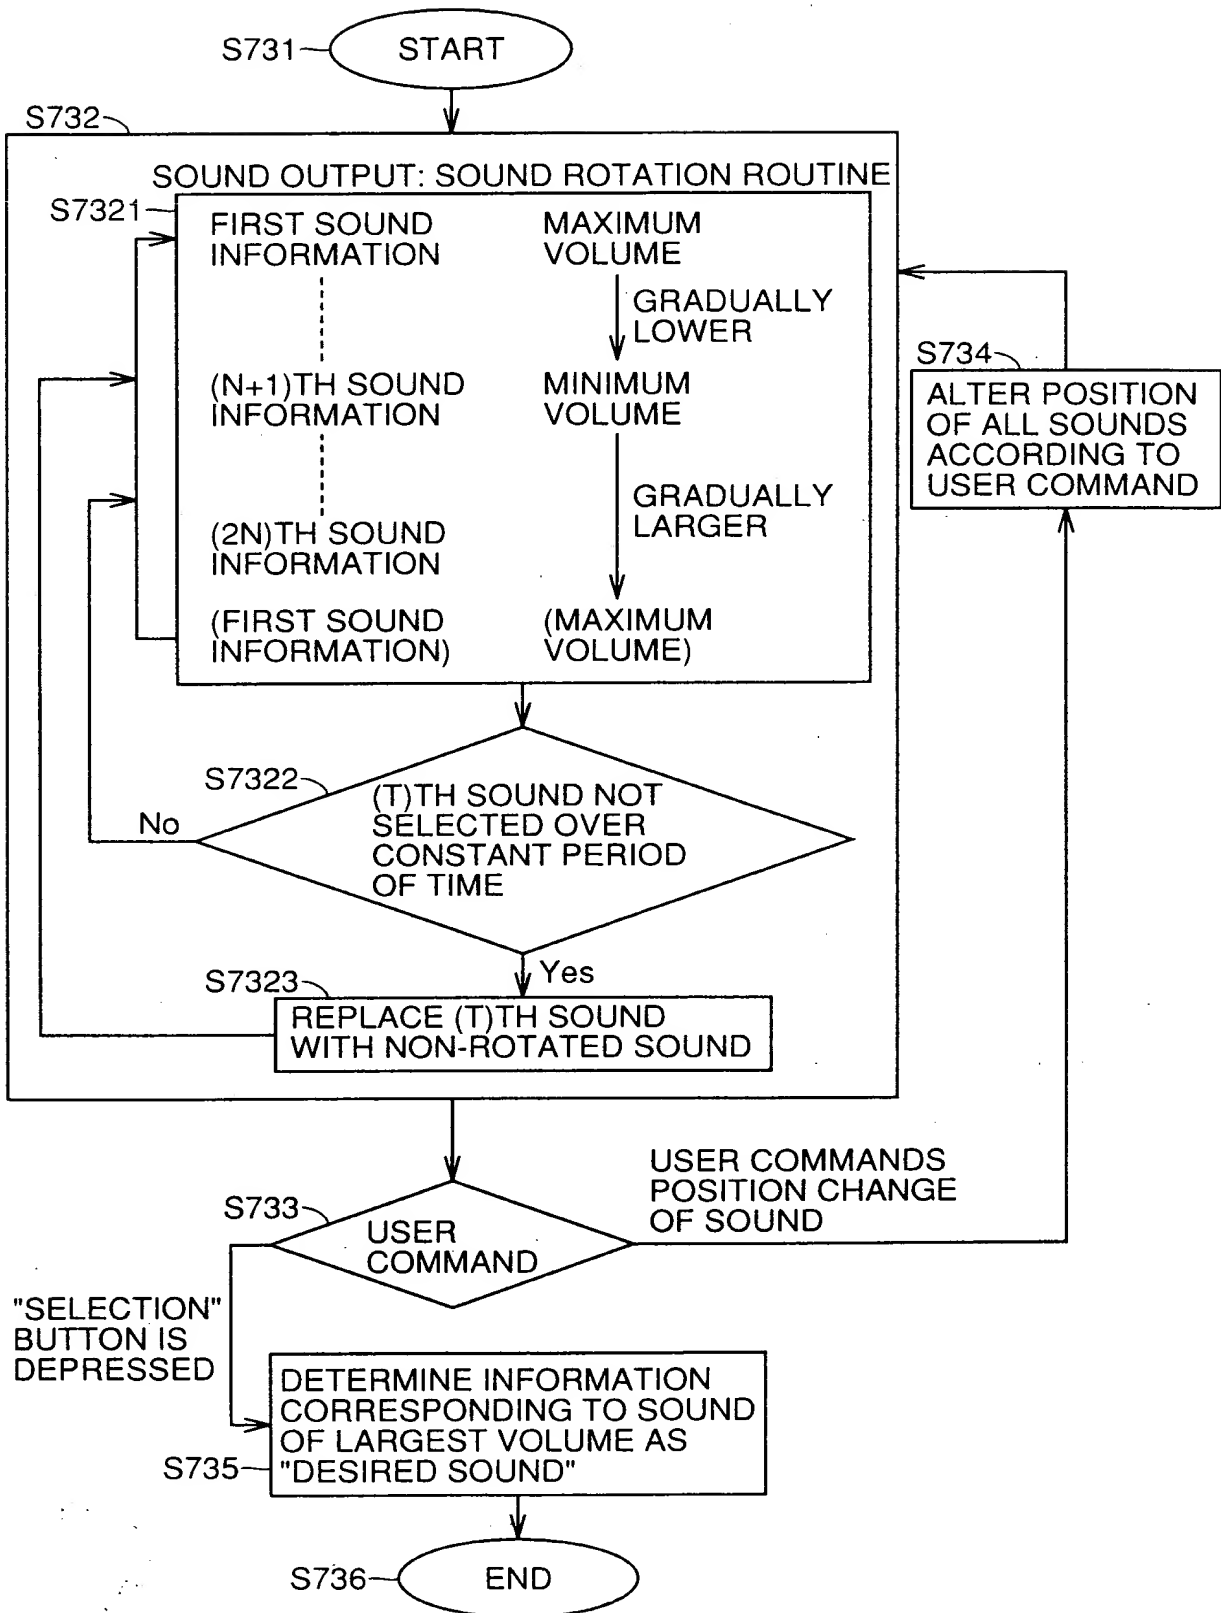 S731
START
S732
SOUND OUTPUT: SOUND ROTATION ROUTINE
S7321
FIRST SOUND
INFORMATION
MAXIMUM
VOLUME
GRADUALLY
LOWER
(N+1)TH SOUND
INFORMATION
MINIMUM
VOLUME
GRADUALLY
LARGER
(2N)TH SOUND
INFORMATION
(FIRST SOUND
INFORMATION)
(MAXIMUM
VOLUME)
S734
ALTER POSITION
OF ALL SOUNDS
ACCORDING TO
USER COMMAND
S7322
(T)TH SOUND NOT
SELECTED OVER
CONSTANT PERIOD
OF TIME
No
Yes
S7323
REPLACE (T)TH SOUND
WITH NON-ROTATED SOUND
S733
USER
COMMAND
USER COMMANDS
POSITION CHANGE
OF SOUND
"SELECTION"
BUTTON IS
DEPRESSED
DETERMINE INFORMATION
CORRESPONDING TO SOUND
OF LARGEST VOLUME AS
"DESIRED SOUND"
S735
S736
END